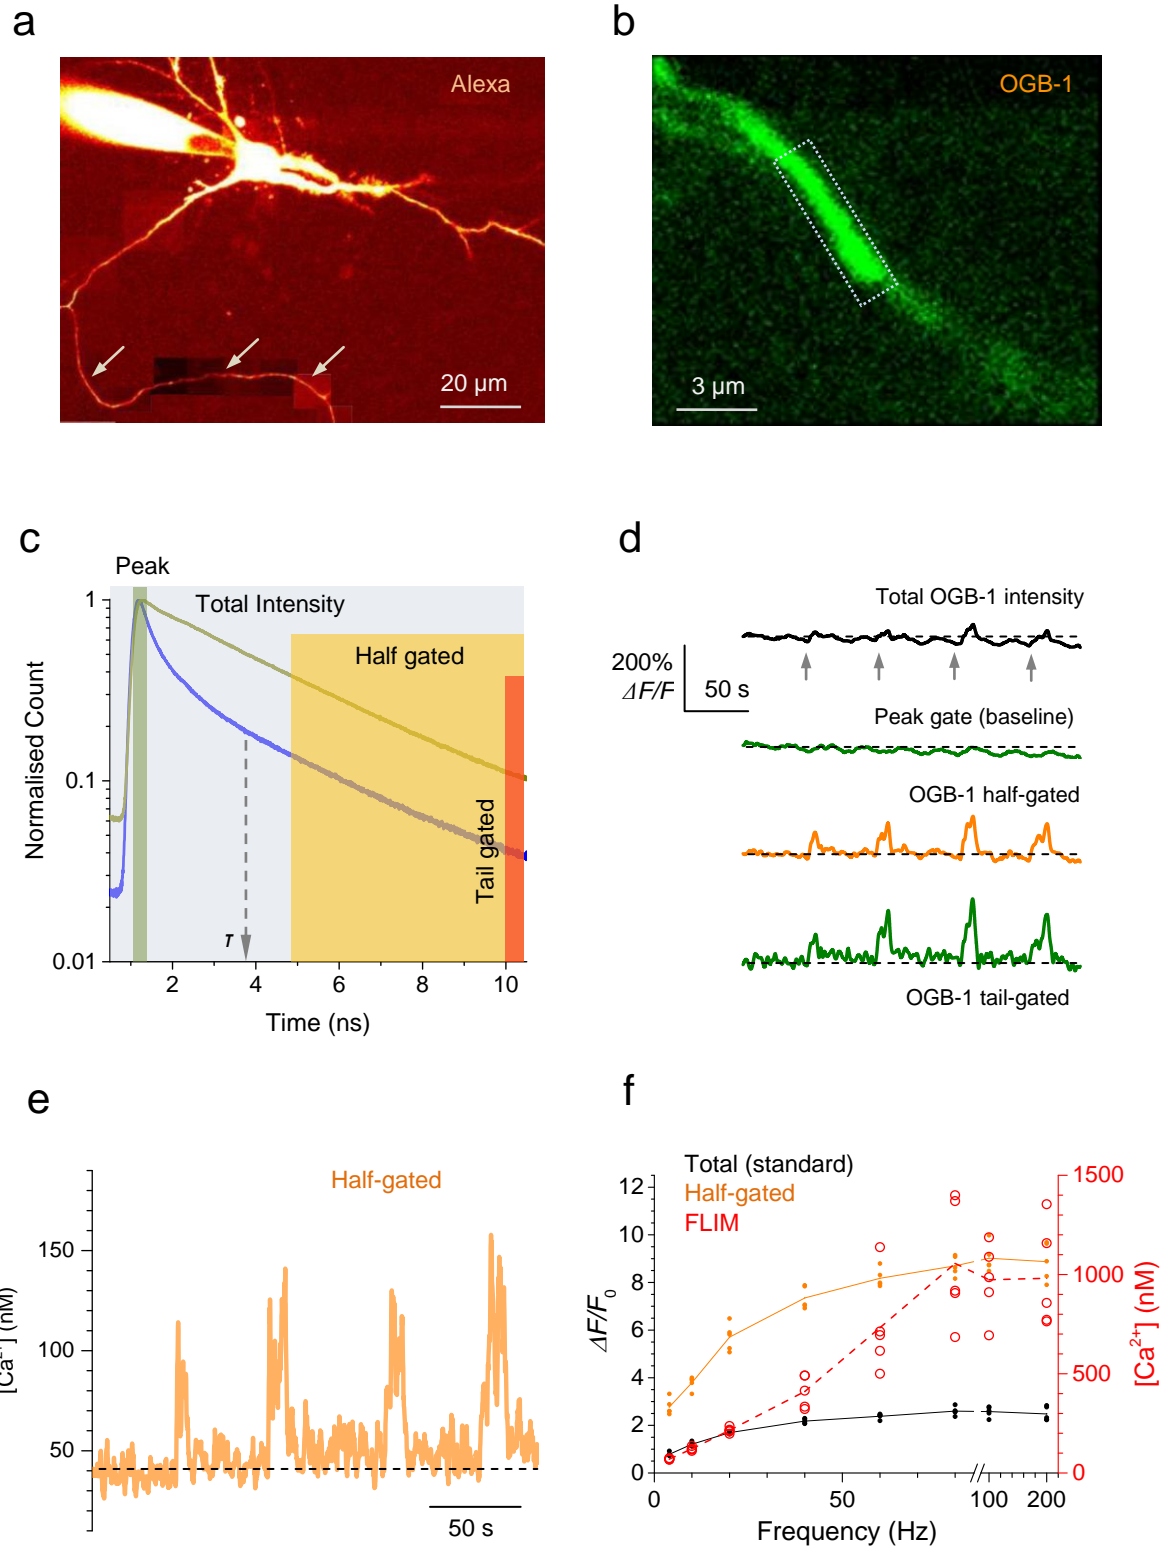 a
Alexa
20 µm
b
OGB-1
3 µm
c
Peak
Total Intensity
Half gated
Tail gated
τ
Normalised Count
1
0.1
0.01
2 4 6 8 10
Time (ns)
d
Total OGB-1 intensity
200%
ΔF/F
50 s
Peak gate (baseline)
OGB-1 half-gated
OGB-1 tail-gated
e
Half-gated
[Ca²⁺] (nM)
150
100
50
50 s
f
Total (standard)
Half-gated
FLIM
ΔF/F₀
12
10
8
6
4
2
0
1500
1000
500
0
[Ca²⁺] (nM)
0 50 100 200
Frequency (Hz)